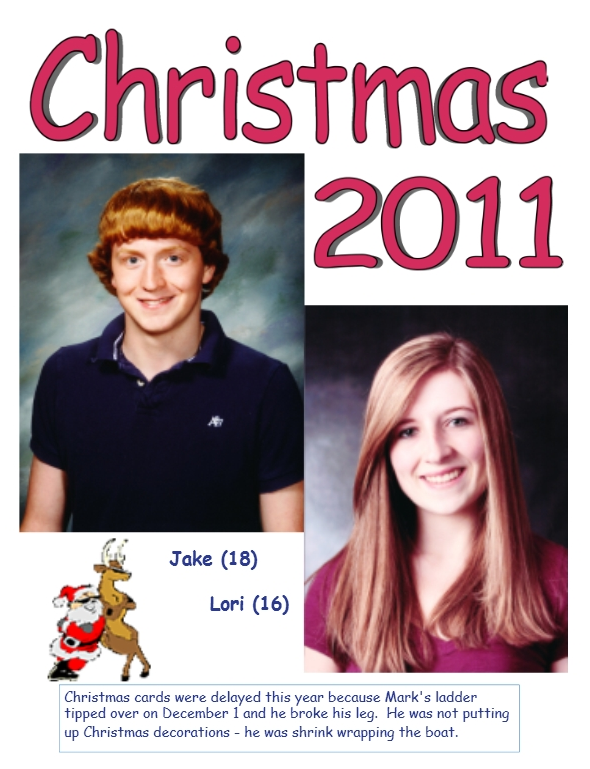 Christmas
2011
Jake (18)
Lori (16)
Christmas cards were delayed this year because Mark's ladder
tipped over on December 1 and he broke his leg.  He was not putting
up Christmas decorations - he was shrink wrapping the boat.